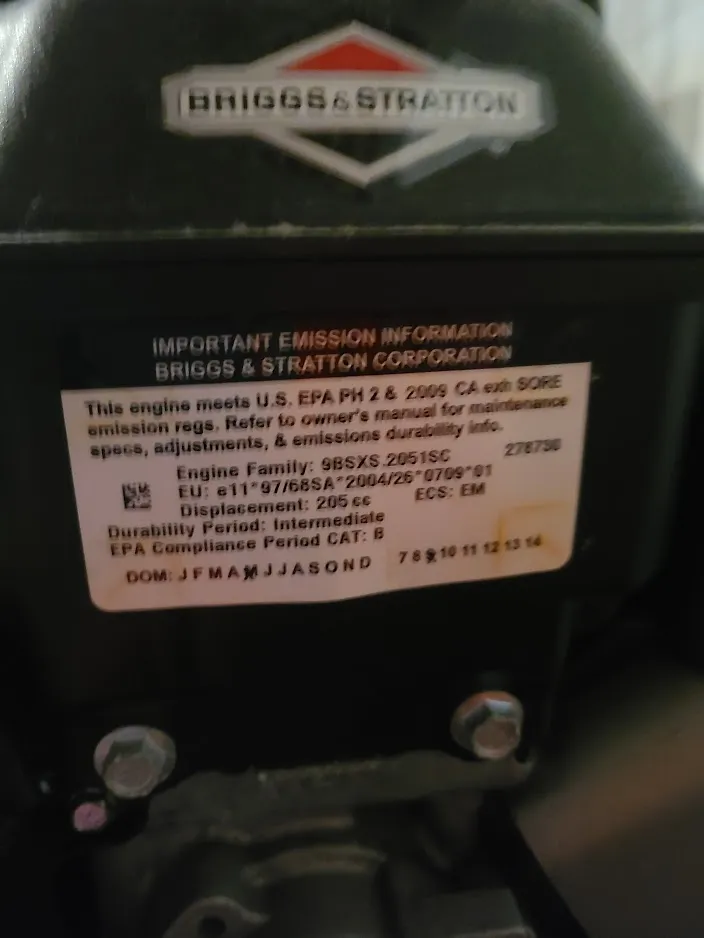 BRIGGS & STRATTON
IMPORTANT EMISSION INFORMATION
BRIGGS & STRATTON CORPORATION
This engine meets U.S. EPA PH 2 & 2009 CA exh SORE
emission regs. Refer to owner's manual for maintenance
specs, adjustments, & emissions durability info.
Engine Family: 9BSXS.2051SC
EU: e11*97/68SA*2004/26*0709*01
Displacement: 205 cc ECS: EM
Durability Period: Intermediate
EPA Compliance Period CAT: B
DOM: J F M A M J J A S O N D 7 8 9 10 11 12 13 14